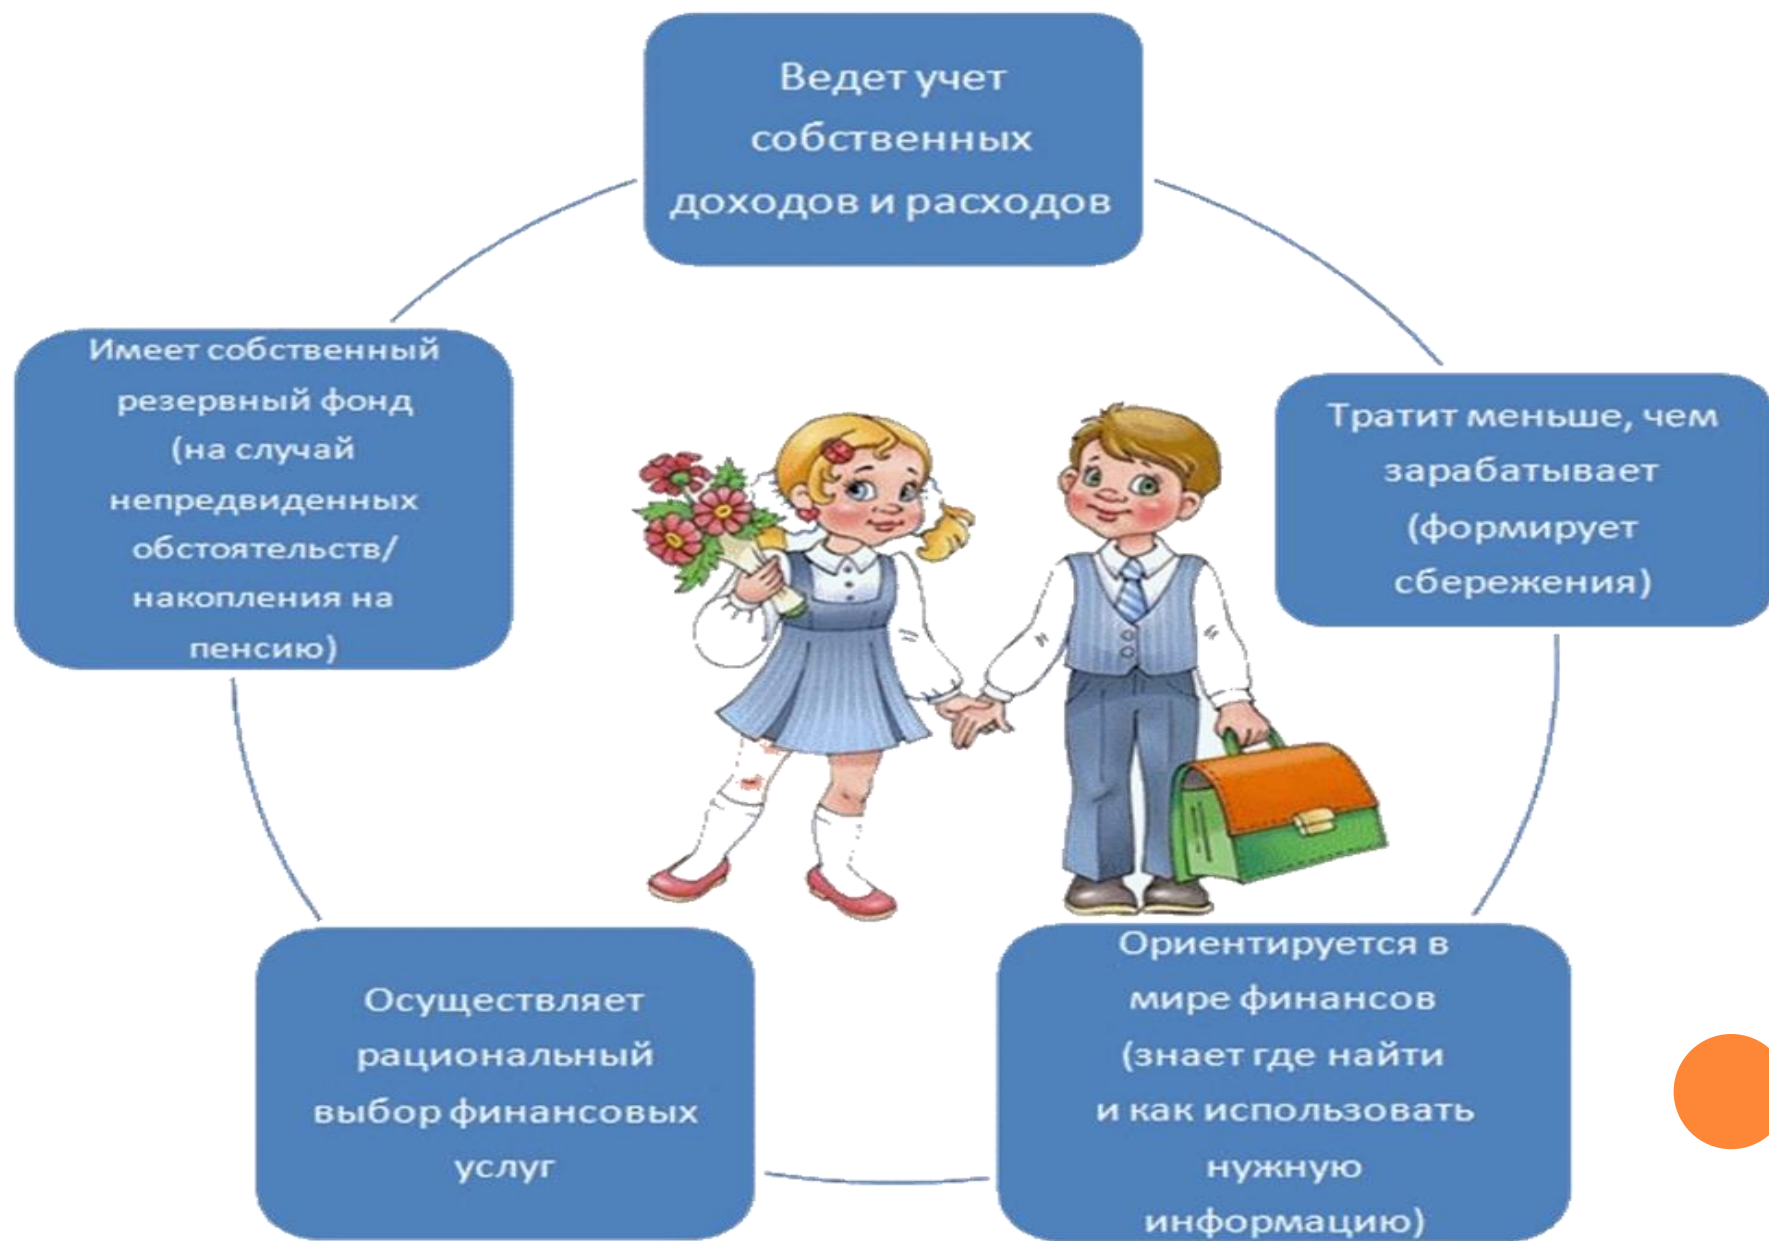 Ведет учет
собственных
доходов и расходов
Имеет собственный
резервный фонд
(на случай
непредвиденных
обстоятельств/
накопления на
пенсию)
Тратит меньше, чем
зарабатывает
(формирует
сбережения)
Осуществляет
рациональный
выбор финансовых
услуг
Ориентируется в
мире финансов
(знает где найти
и как использовать
нужную
информацию)